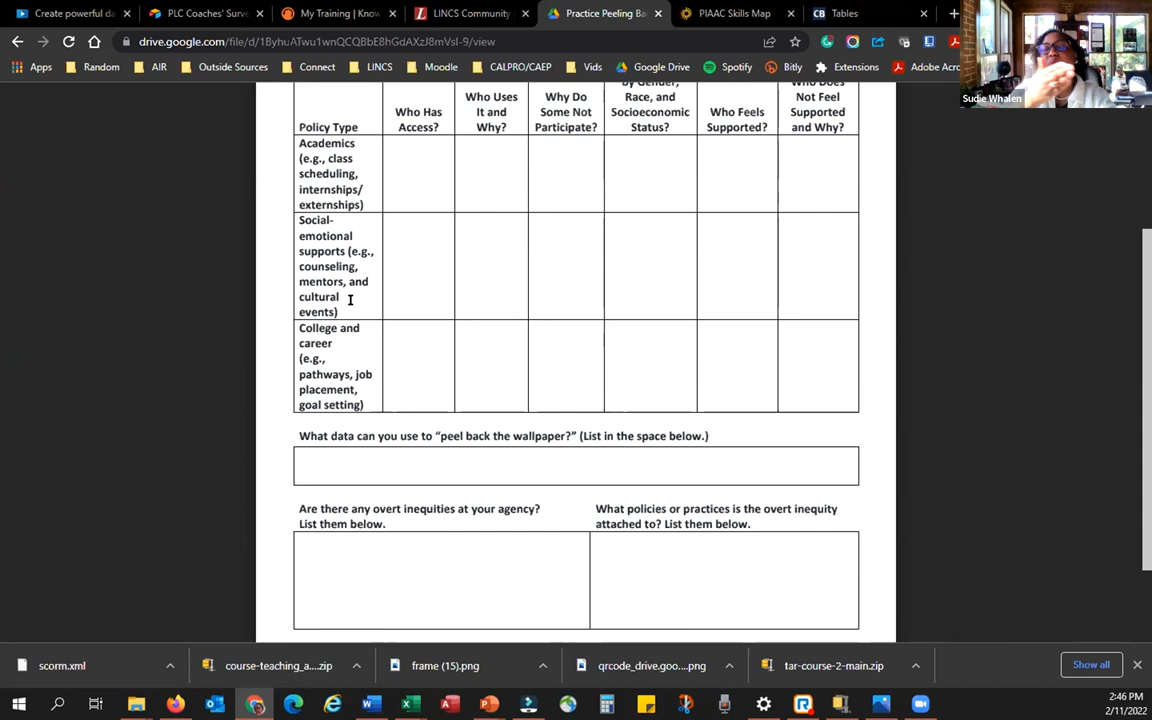 Create powerful da
PLC Coaches' Surve
My Training | Know
LINCS Community
Practice Peeling Ba
PIAAC Skills Map
Tables
drive.google.com/file/d/1ByhuATwu1wnQCQBbE8hGdAXzJ8mVsI-9/view
Apps
Random
AIR
Outside Sources
Connect
LINCS
Moodle
CALPRO/CAEP
Vids
Google Drive
Spotify
Bitly
Extensions
Adobe Acro
Sudie Whalen
Policy Type
Who Has
Access?
Who Uses
It and
Why?
Why Do
Some Not
Participate?
by Gender,
Race, and
Socioeconomic
Status?
Who Feels
Supported?
Who Does
Not Feel
Supported
and Why?
Academics
(e.g., class
scheduling,
internships/
externships)
Social-
emotional
supports (e.g.,
counseling,
mentors, and
cultural
events)
College and
career
(e.g.,
pathways, job
placement,
goal setting)
What data can you use to “peel back the wallpaper?” (List in the space below.)
Are there any overt inequities at your agency?
List them below.
What policies or practices is the overt inequity
attached to? List them below.
scorm.xml
course-teaching_a....zip
frame (15).png
qrcode_drive.goo....png
tar-course-2-main.zip
Show all
2:46 PM
2/11/2022